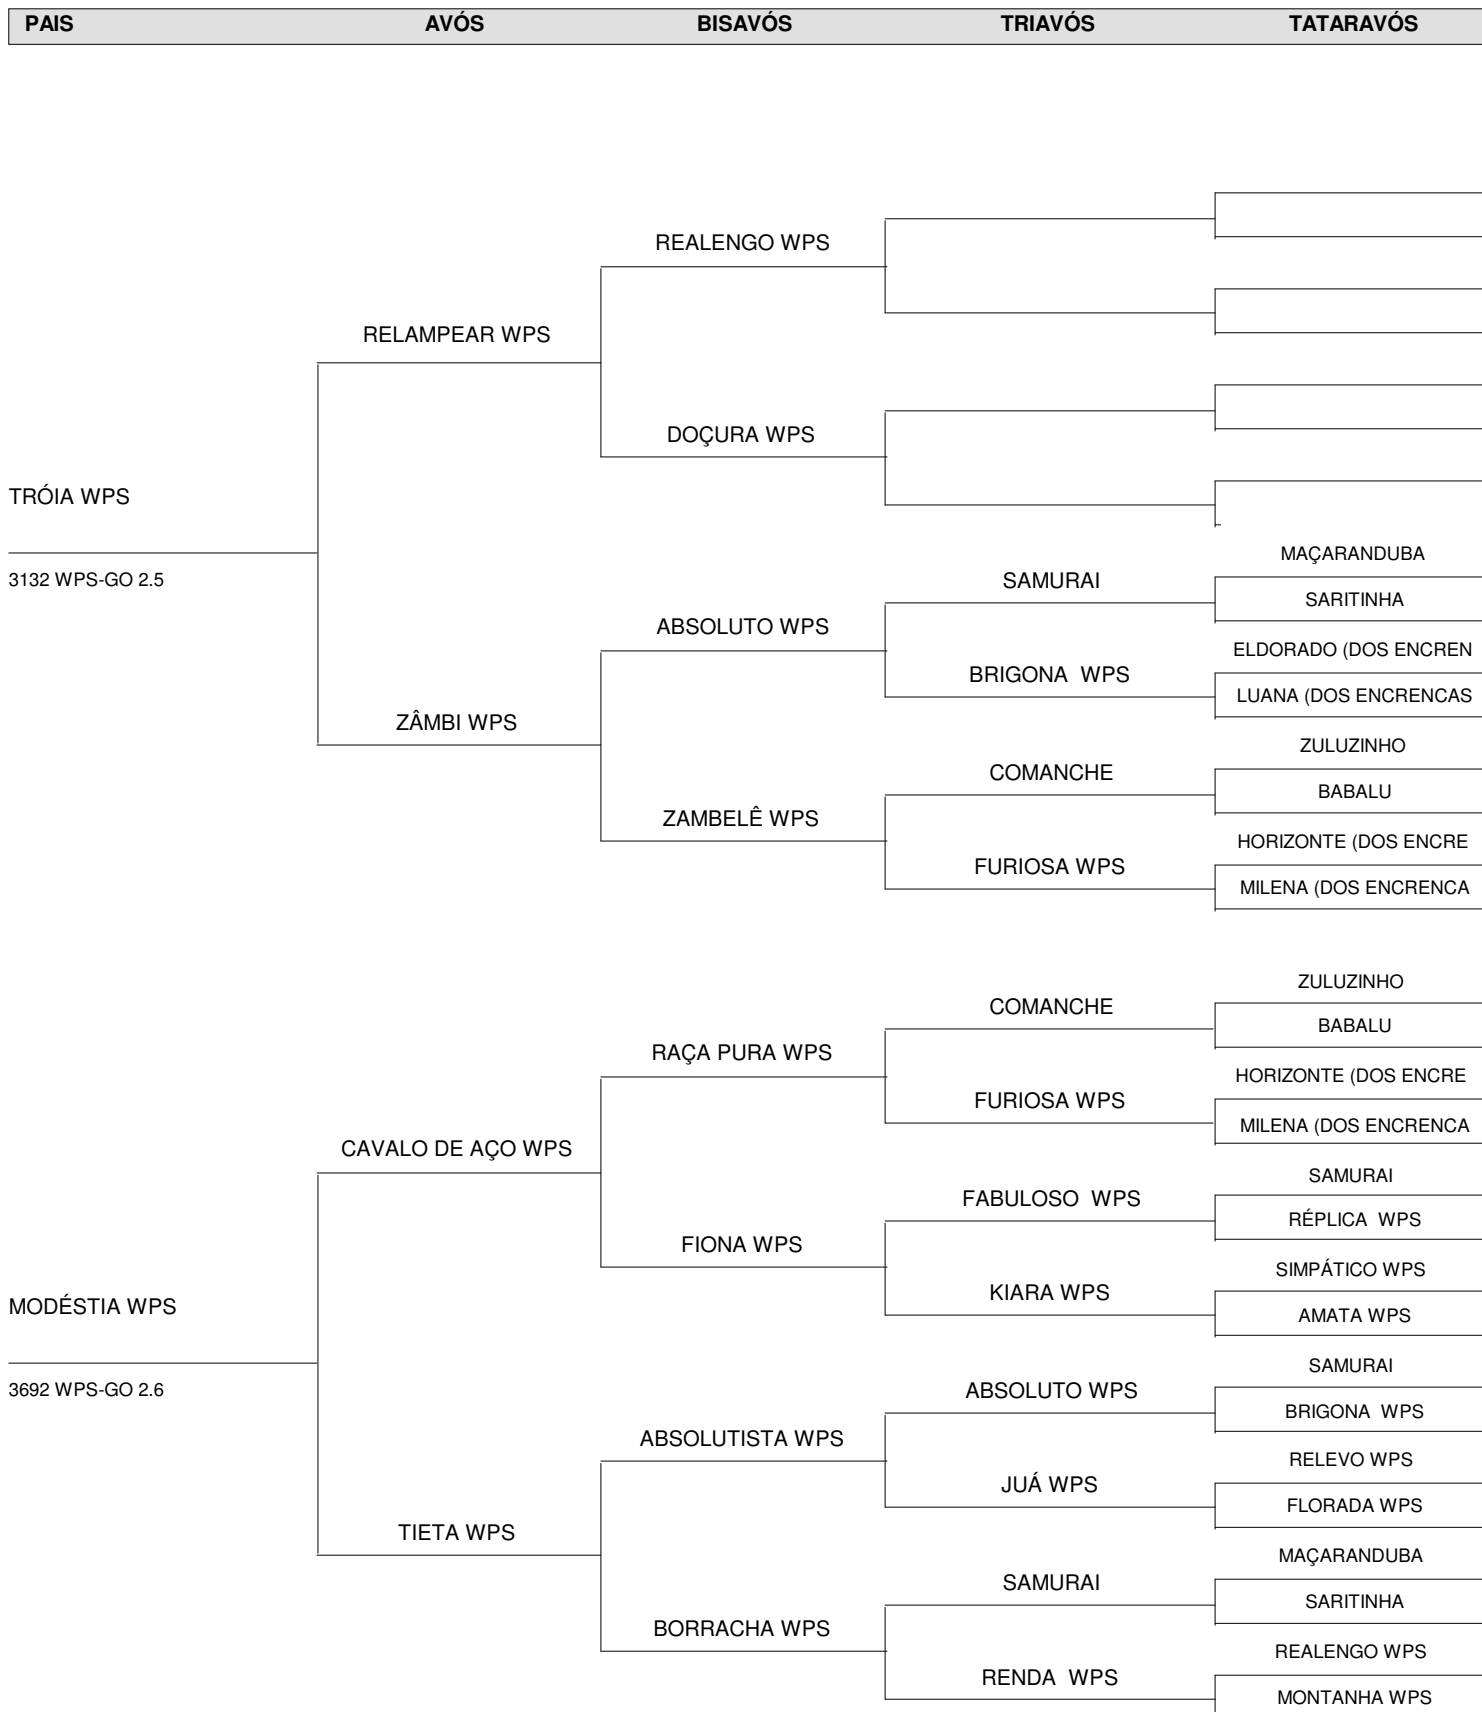 PAIS AVÓS BISAVÓS TRIAVÓS TATARAVÓS
REALENGO WPS
RELAMPEAR WPS
DOÇURA WPS
TRÓIA WPS
3132 WPS-GO 2.5
MAÇARANDUBA
SAMURAI
SARITINHA
ABSOLUTO WPS
ELDORADO (DOS ENCREN
BRIGONA WPS
LUANA (DOS ENCRENCAS
ZÂMBI WPS
ZULUZINHO
COMANCHE
BABALU
ZAMBELÊ WPS
HORIZONTE (DOS ENCRE
FURIOSA WPS
MILENA (DOS ENCRENCA
ZULUZINHO
COMANCHE
BABALU
RAÇA PURA WPS
HORIZONTE (DOS ENCRE
FURIOSA WPS
MILENA (DOS ENCRENCA
CAVALO DE AÇO WPS
SAMURAI
FABULOSO WPS
RÉPLICA WPS
FIONA WPS
SIMPÁTICO WPS
KIARA WPS
AMATA WPS
MODÉSTIA WPS
3692 WPS-GO 2.6
SAMURAI
ABSOLUTO WPS
BRIGONA WPS
ABSOLUTISTA WPS
RELEVO WPS
JUÁ WPS
FLORADA WPS
TIETA WPS
MAÇARANDUBA
SAMURAI
SARITINHA
BORRACHA WPS
REALENGO WPS
RENDA WPS
MONTANHA WPS